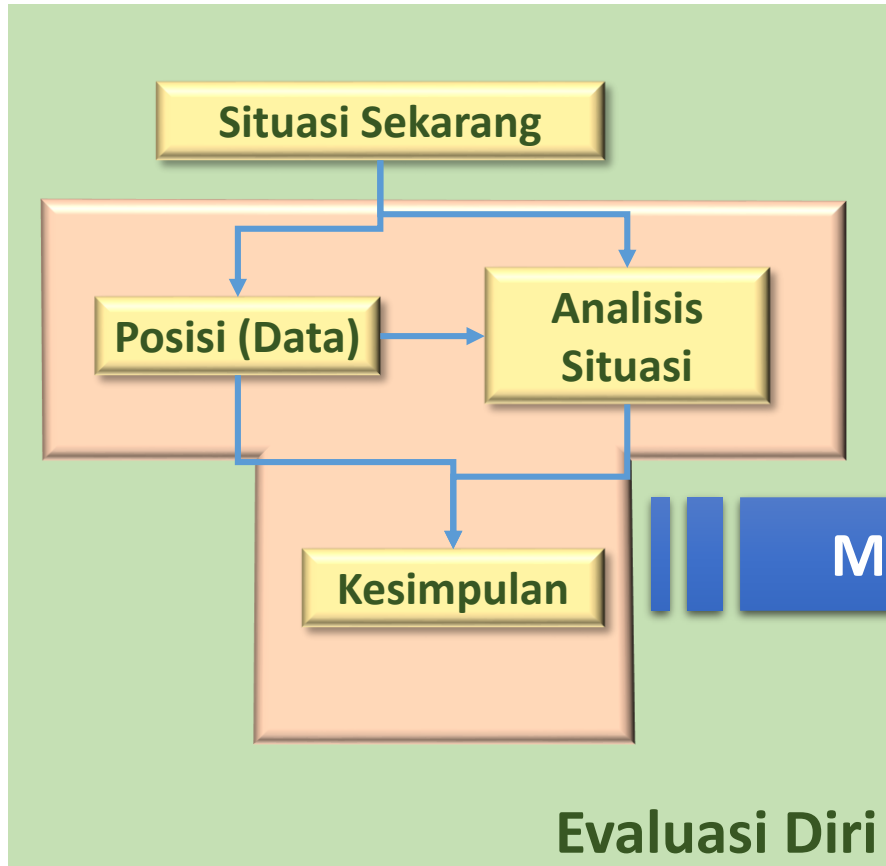 Situasi Sekarang
Posisi (Data)
Analisis
Situasi
Kesimpulan
M
Evaluasi Diri